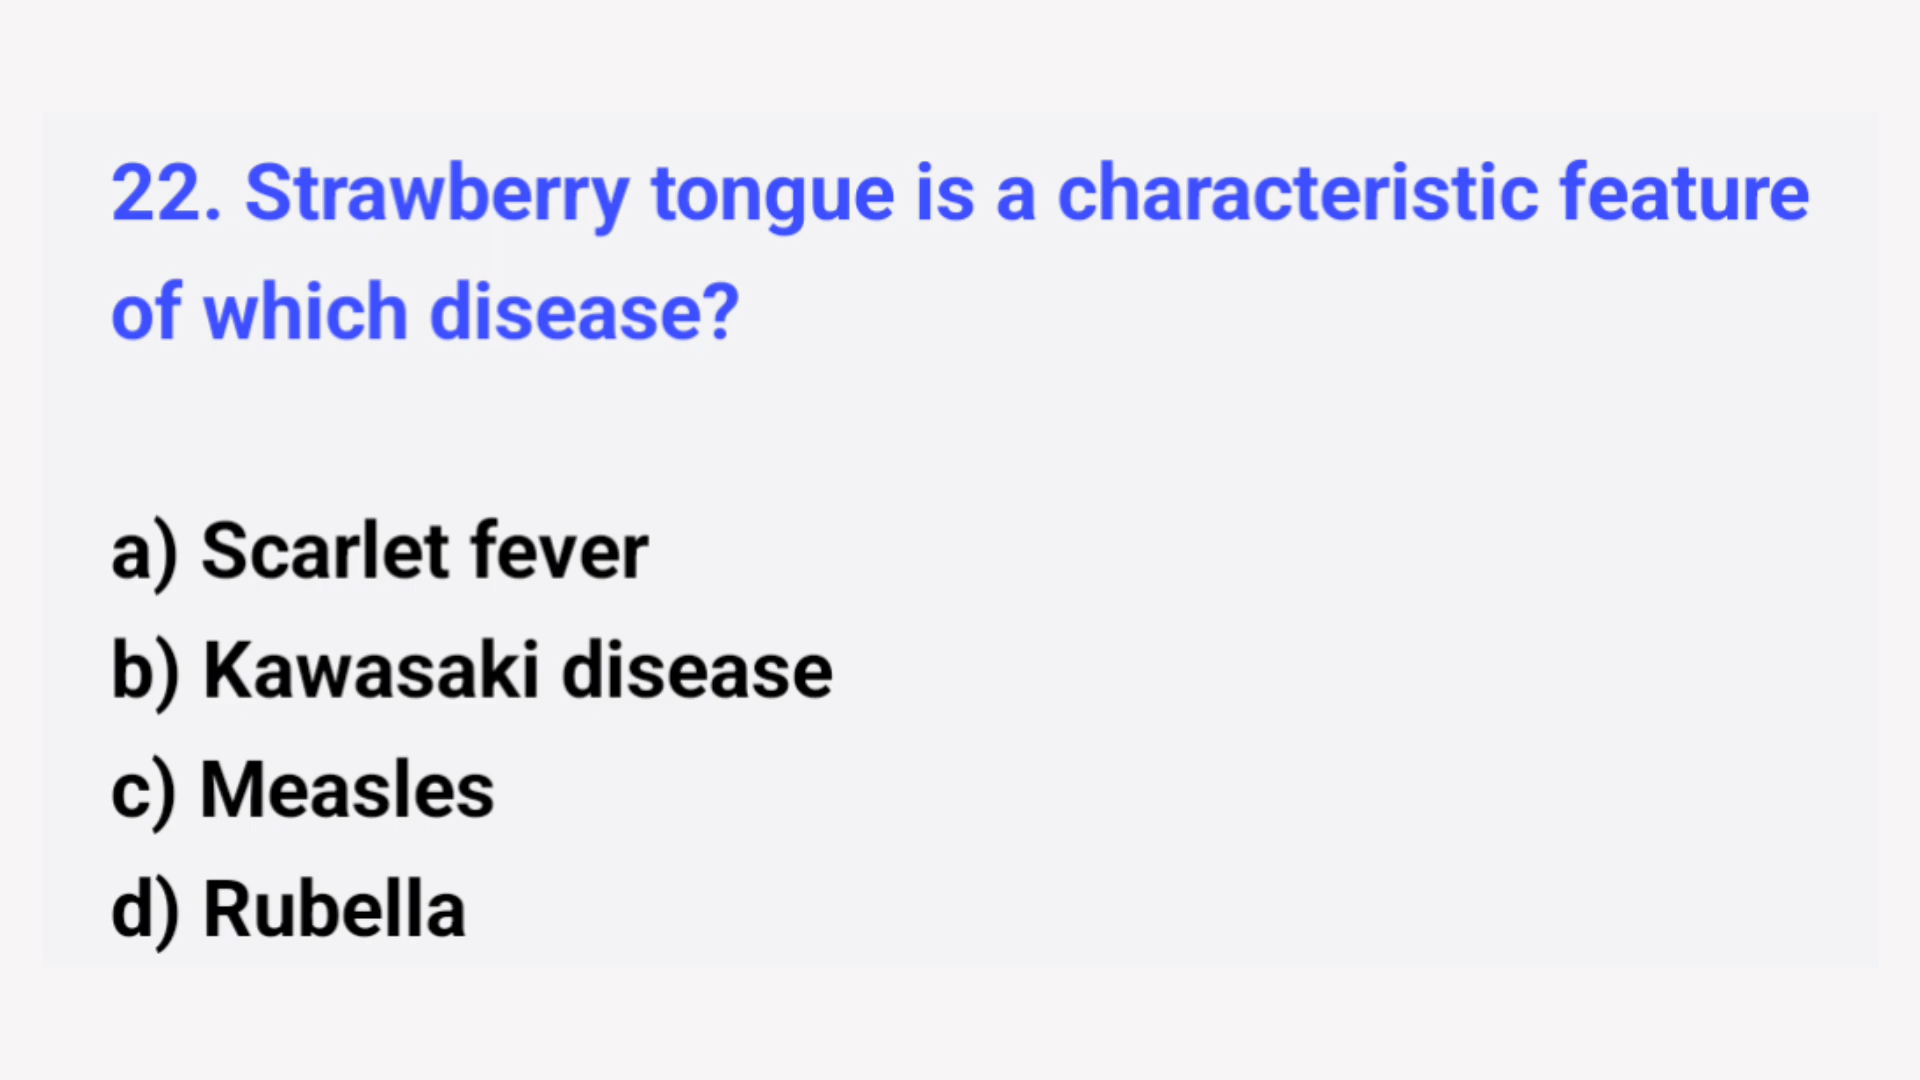 22. Strawberry tongue is a characteristic feature
of which disease?
a) Scarlet fever
b) Kawasaki disease
c) Measles
d) Rubella